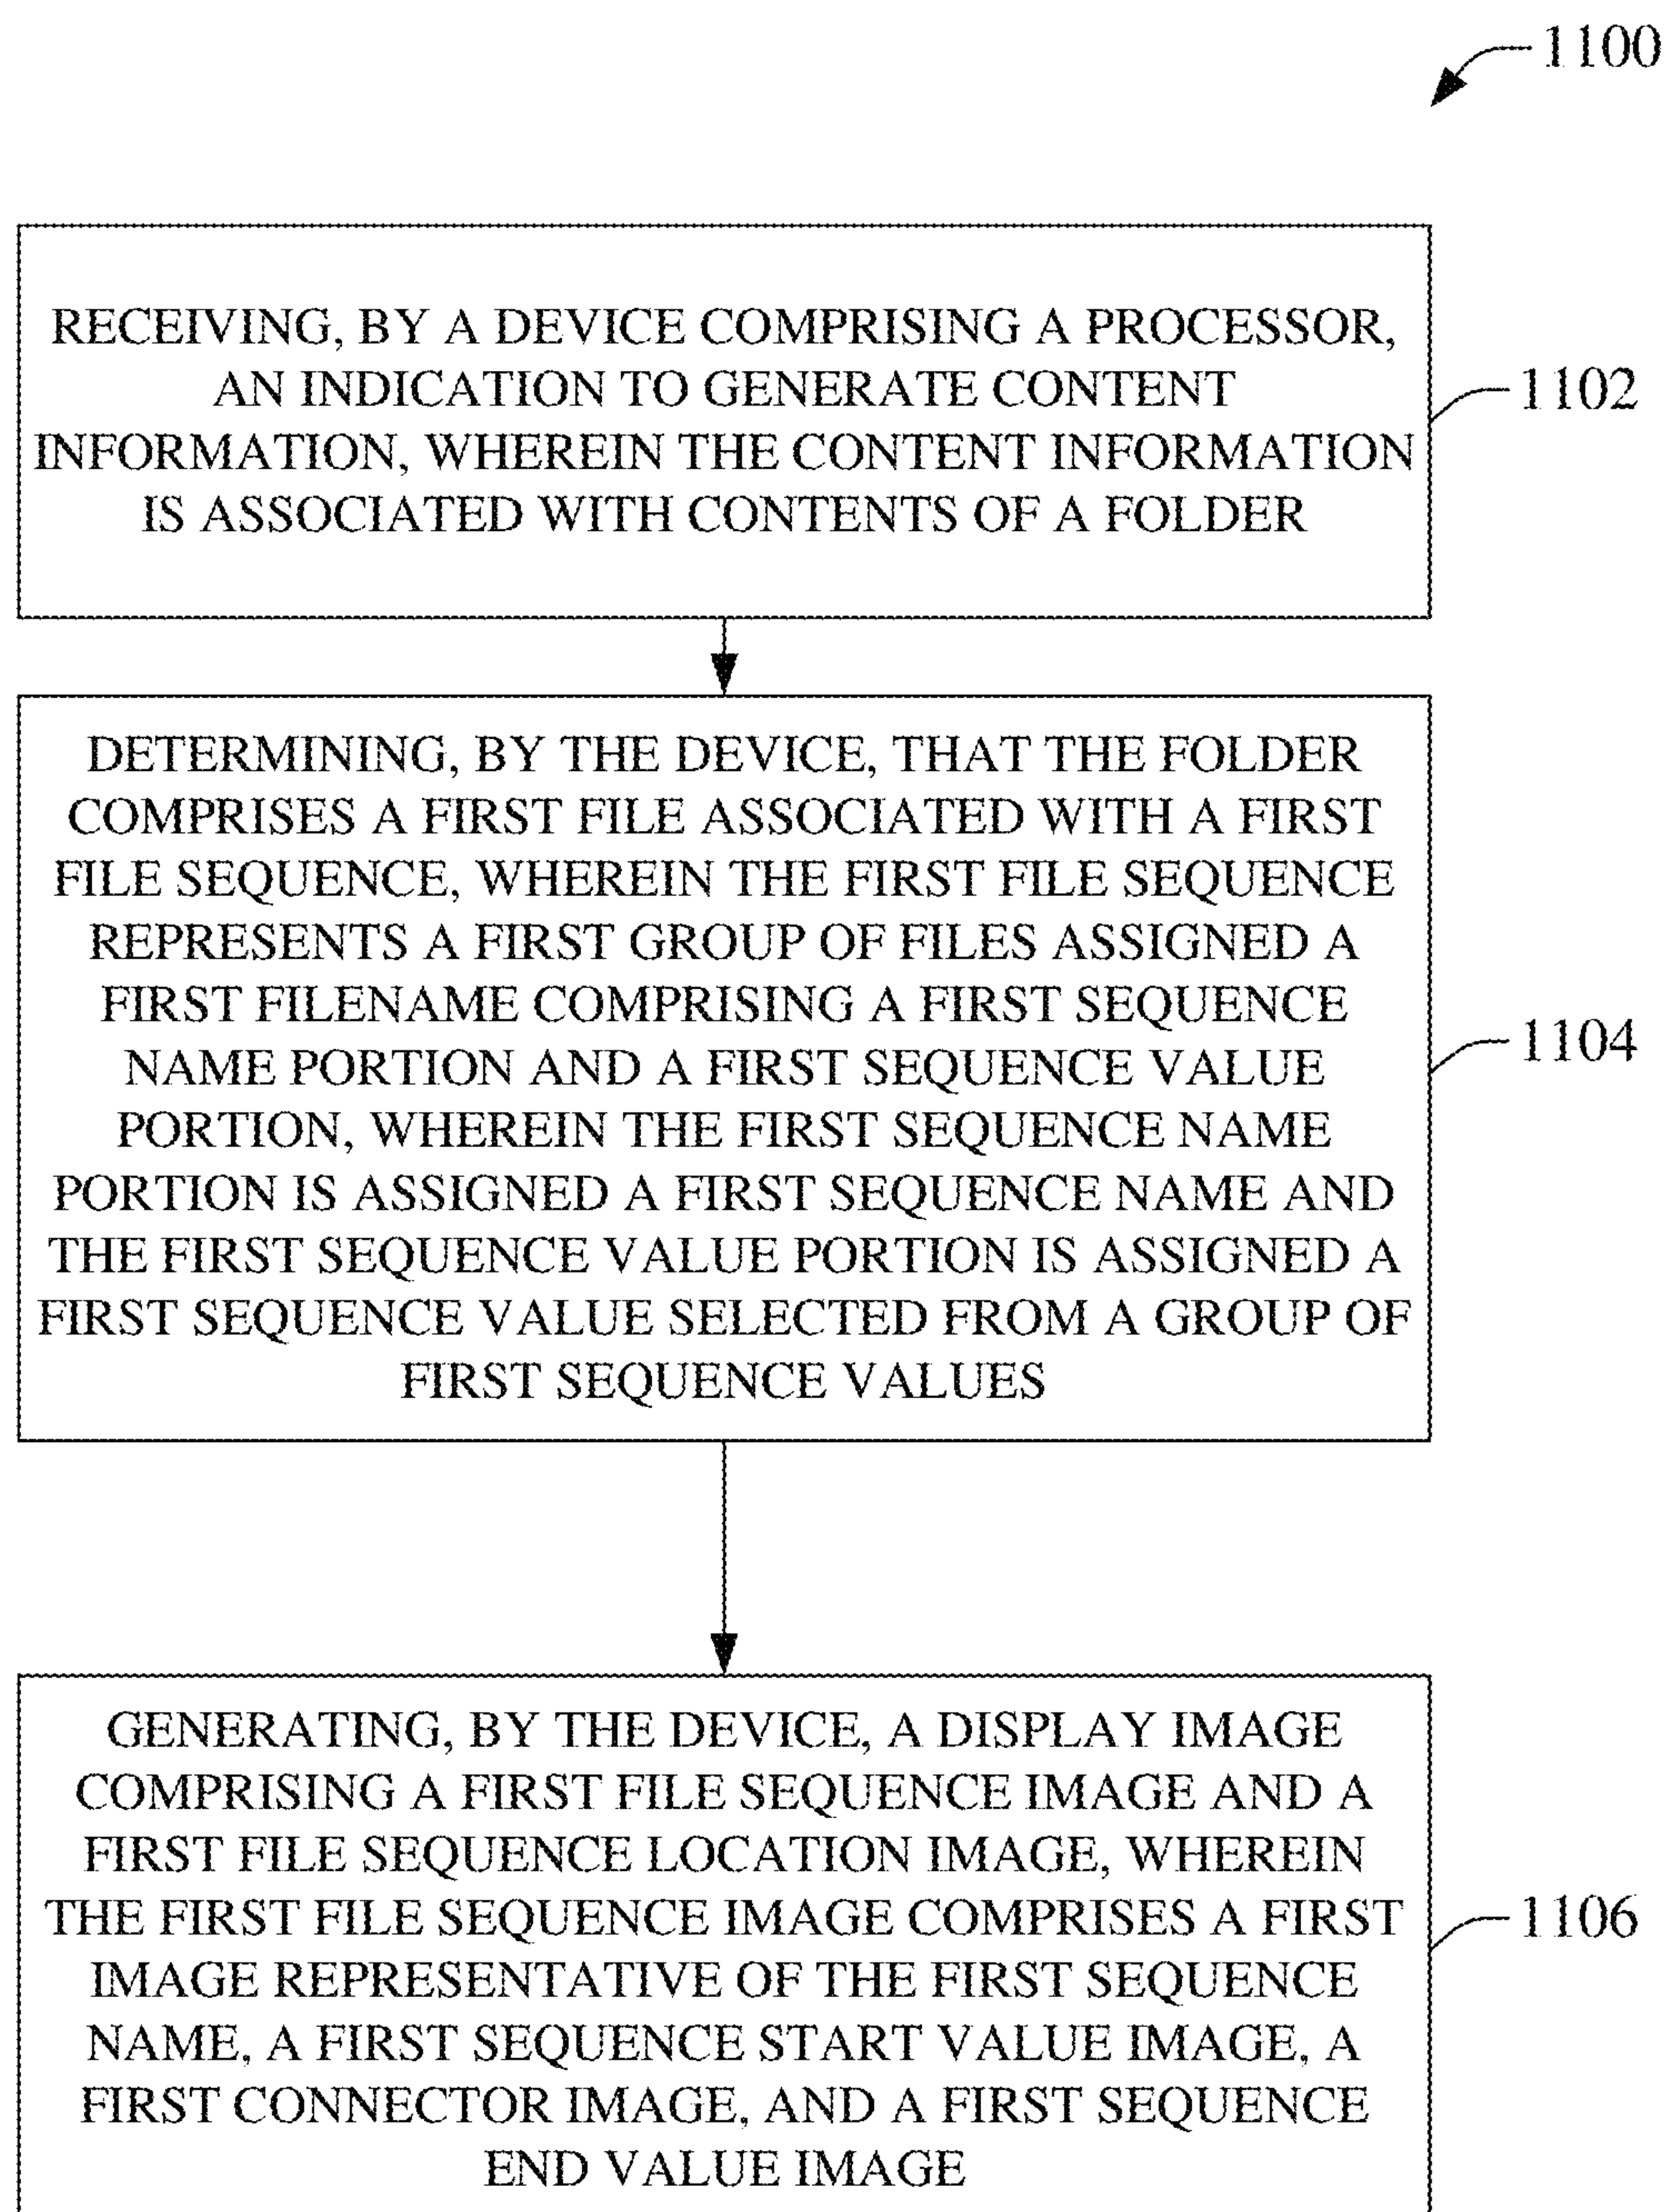 1100
RECEIVING, BY A DEVICE COMPRISING A PROCESSOR,
AN INDICATION TO GENERATE CONTENT
INFORMATION, WHEREIN THE CONTENT INFORMATION
IS ASSOCIATED WITH CONTENTS OF A FOLDER
1102
DETERMINING, BY THE DEVICE, THAT THE FOLDER
COMPRISES A FIRST FILE ASSOCIATED WITH A FIRST
FILE SEQUENCE, WHEREIN THE FIRST FILE SEQUENCE
REPRESENTS A FIRST GROUP OF FILES ASSIGNED A
FIRST FILENAME COMPRISING A FIRST SEQUENCE
NAME PORTION AND A FIRST SEQUENCE VALUE
PORTION, WHEREIN THE FIRST SEQUENCE NAME
PORTION IS ASSIGNED A FIRST SEQUENCE NAME AND
THE FIRST SEQUENCE VALUE PORTION IS ASSIGNED A
FIRST SEQUENCE VALUE SELECTED FROM A GROUP OF
FIRST SEQUENCE VALUES
1104
GENERATING, BY THE DEVICE, A DISPLAY IMAGE
COMPRISING A FIRST FILE SEQUENCE IMAGE AND A
FIRST FILE SEQUENCE LOCATION IMAGE, WHEREIN
THE FIRST FILE SEQUENCE IMAGE COMPRISES A FIRST
IMAGE REPRESENTATIVE OF THE FIRST SEQUENCE
NAME, A FIRST SEQUENCE START VALUE IMAGE, A
FIRST CONNECTOR IMAGE, AND A FIRST SEQUENCE
END VALUE IMAGE
1106